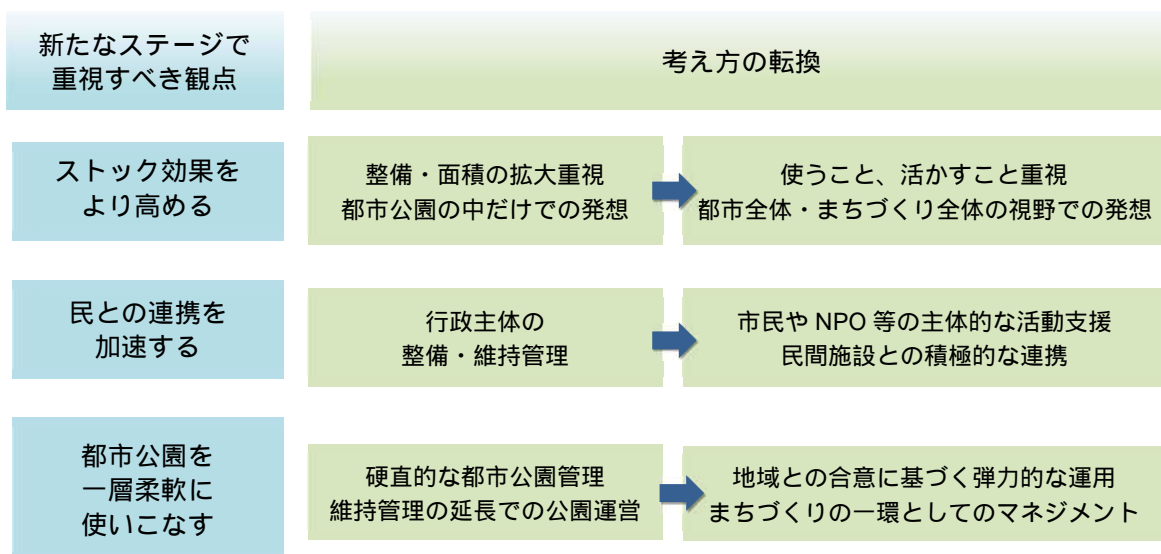 新たなステージで
重視すべき観点
考え方の転換
ストック効果を
より高める
整備・面積の拡大重視
都市公園の中だけでの発想
使うこと、活かすこと重視
都市全体・まちづくり全体の視野での発想
民との連携を
加速する
行政主体の
整備・維持管理
市民や NPO 等の主体的な活動支援
民間施設との積極的な連携
都市公園を
一層柔軟に
使いこなす
硬直的な都市公園管理
維持管理の延長での公園運営
地域との合意に基づく弾力的な運用
まちづくりの一環としてのマネジメント